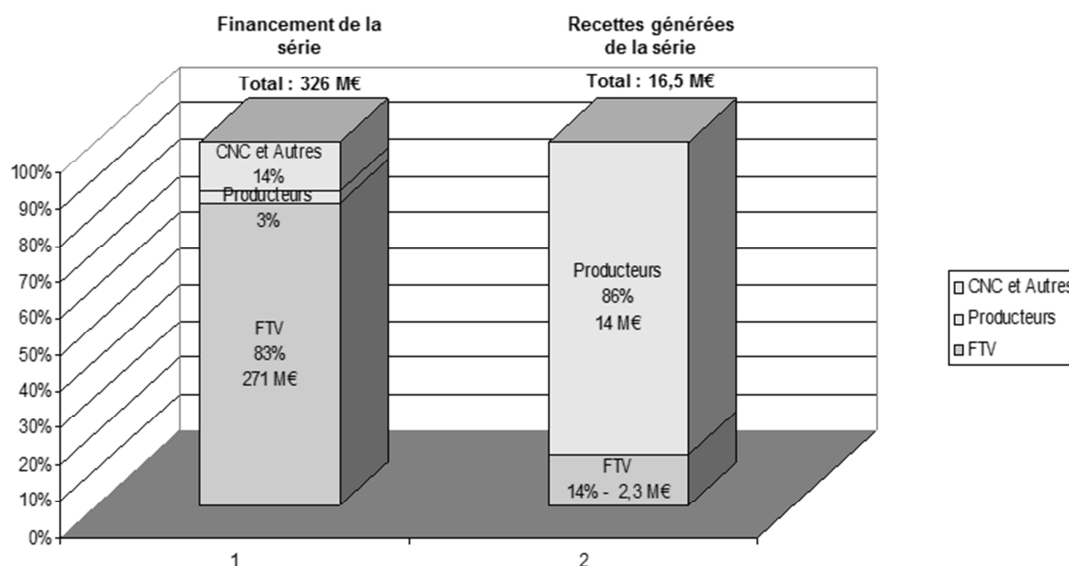 Financement de la
série
Total : 326 M€
Recettes générées
de la série
Total : 16,5 M€
100%
90%
80%
70%
60%
50%
40%
30%
20%
10%
0%
CNC et Autres
14%
Producteurs
3%
FTV
83%
271 M€
Producteurs
86%
14 M€
FTV
14% - 2,3 M€
1
2
CNC et Autres
Producteurs
FTV